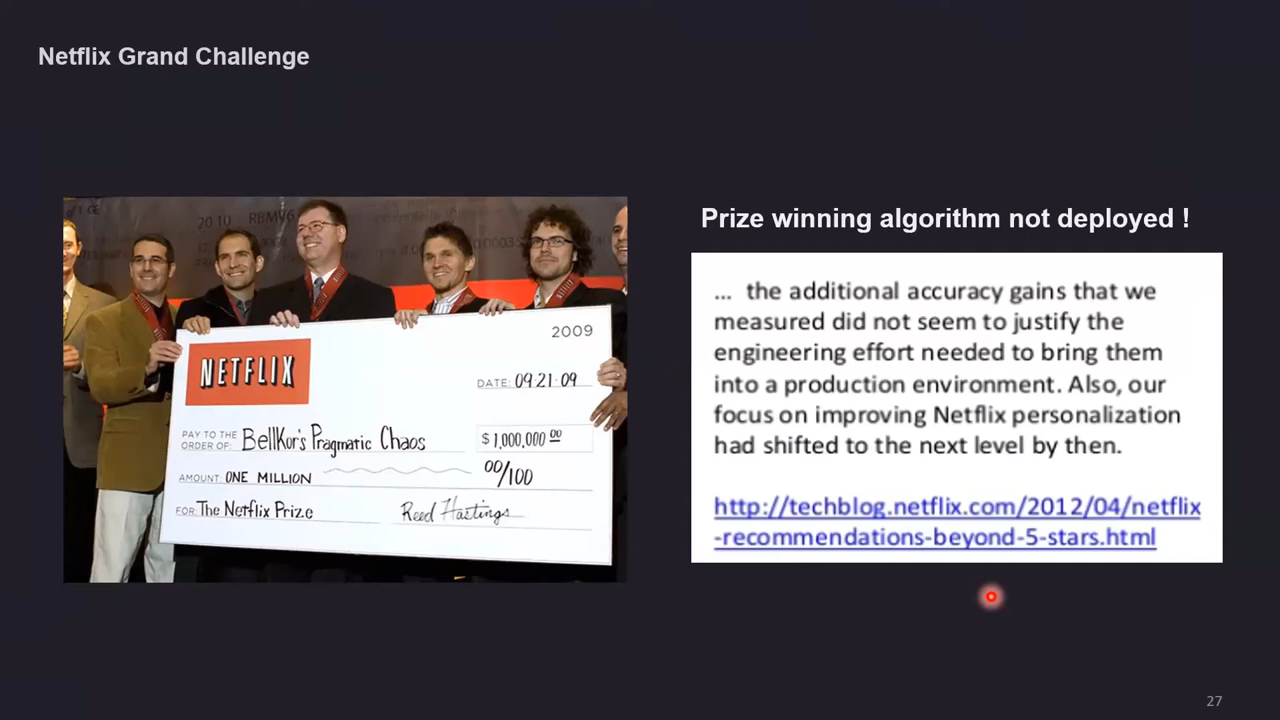 Netflix Grand Challenge
20 10 RBMV6
2009
NETFLIX
DATE: 09·21·09
PAY TO THE
ORDER OF: BellKor's Pragmatic Chaos
$ 1,000,000 00
AMOUNT: ONE MILLION 00/100
FOR: The Netflix Prize Reed Hastings
Prize winning algorithm not deployed !
... the additional accuracy gains that we
measured did not seem to justify the
engineering effort needed to bring them
into a production environment. Also, our
focus on improving Netflix personalization
had shifted to the next level by then.
http://techblog.netflix.com/2012/04/netflix
-recommendations-beyond-5-stars.html
27